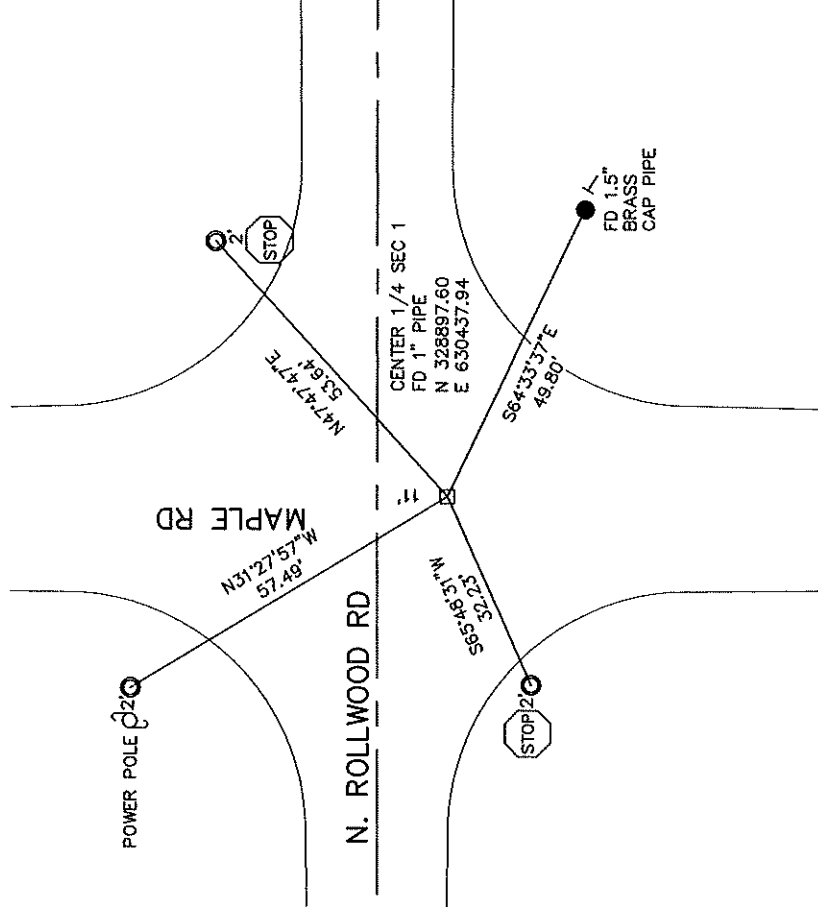 POWER POLE
2'
2'
STOP
MAPLE RD
N31°27'57"W
57.49'
N47°47'47"E
53.64'
CENTER 1/4 SEC 1
FD 1" PIPE
N 328897.60
E 630437.94
11'
N. ROLLWOOD RD
S65°48'31"W
32.23'
S64°33'37"E
49.80'
FD 1.5"
BRASS
CAP PIPE
STOP
2'